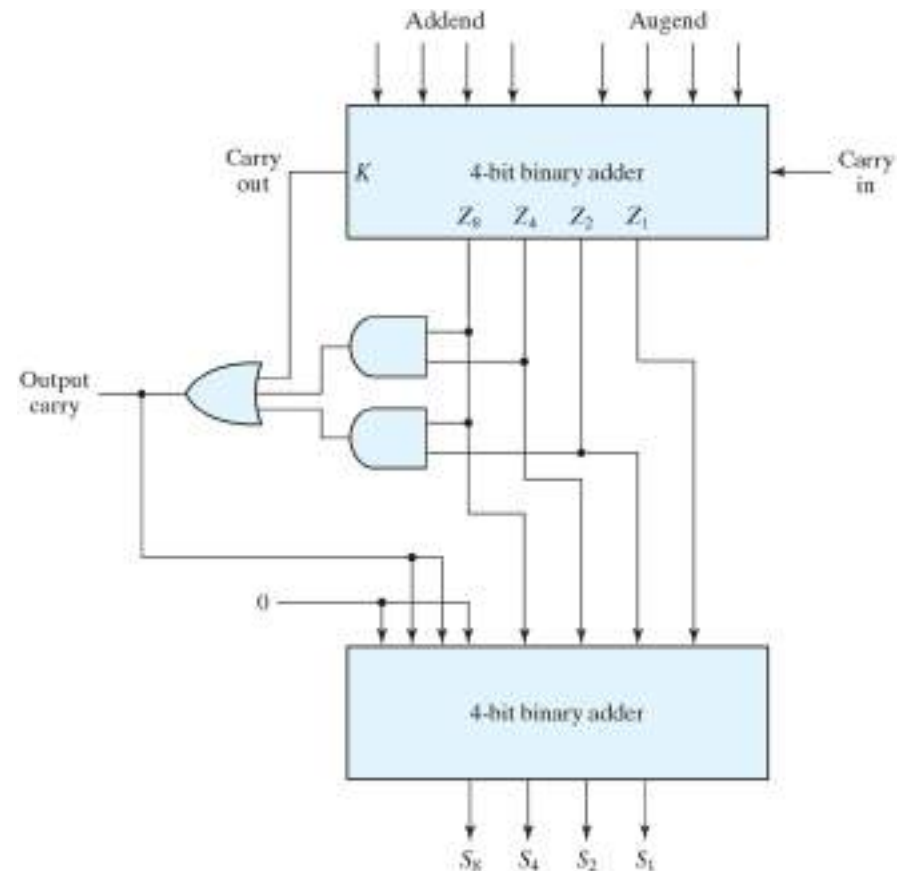 Addend Augend
Carry out
K
4-bit binary adder
Carry in
Z₈ Z₄ Z₂ Z₁
Output carry
0
4-bit binary adder
S₈ S₄ S₂ S₁